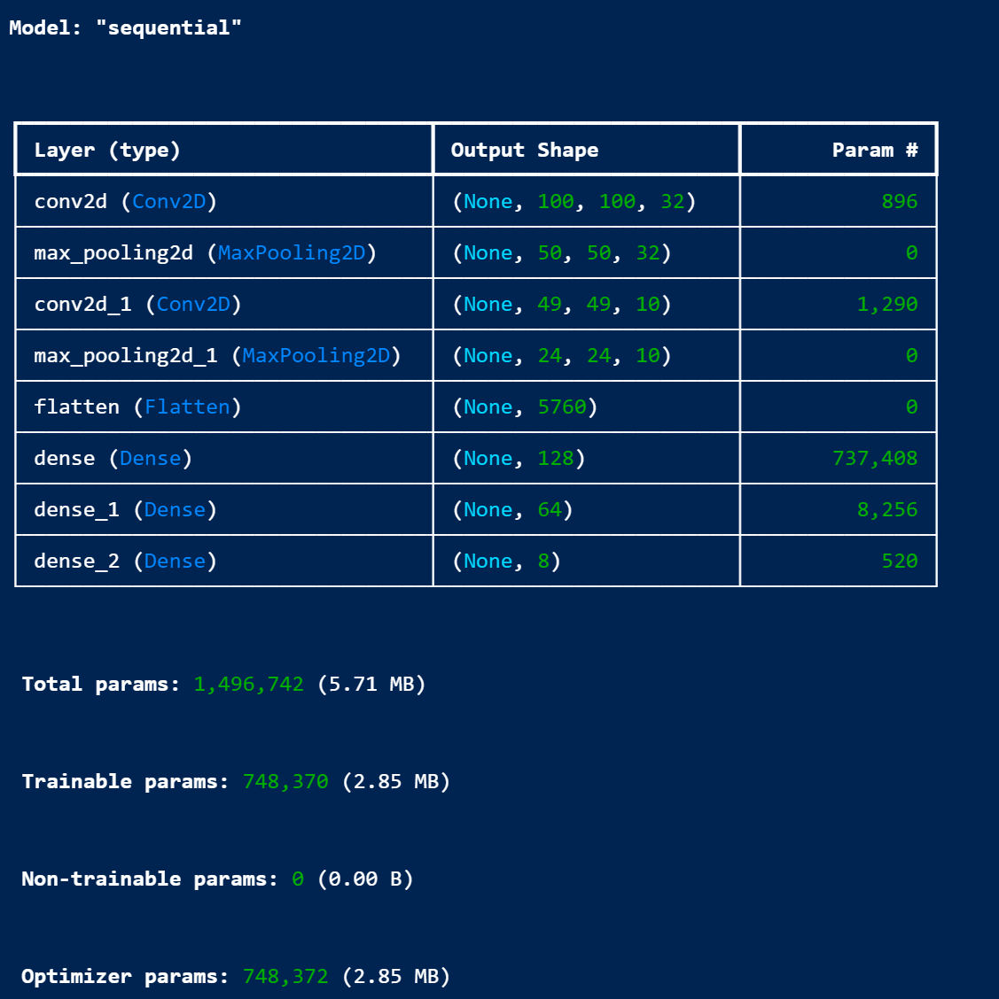 Model: "sequential"
Layer (type) Output Shape Param #
conv2d (Conv2D) (None, 100, 100, 32) 896
max_pooling2d (MaxPooling2D) (None, 50, 50, 32) 0
conv2d_1 (Conv2D) (None, 49, 49, 10) 1,290
max_pooling2d_1 (MaxPooling2D) (None, 24, 24, 10) 0
flatten (Flatten) (None, 5760) 0
dense (Dense) (None, 128) 737,408
dense_1 (Dense) (None, 64) 8,256
dense_2 (Dense) (None, 8) 520
Total params: 1,496,742 (5.71 MB)
Trainable params: 748,370 (2.85 MB)
Non-trainable params: 0 (0.00 B)
Optimizer params: 748,372 (2.85 MB)